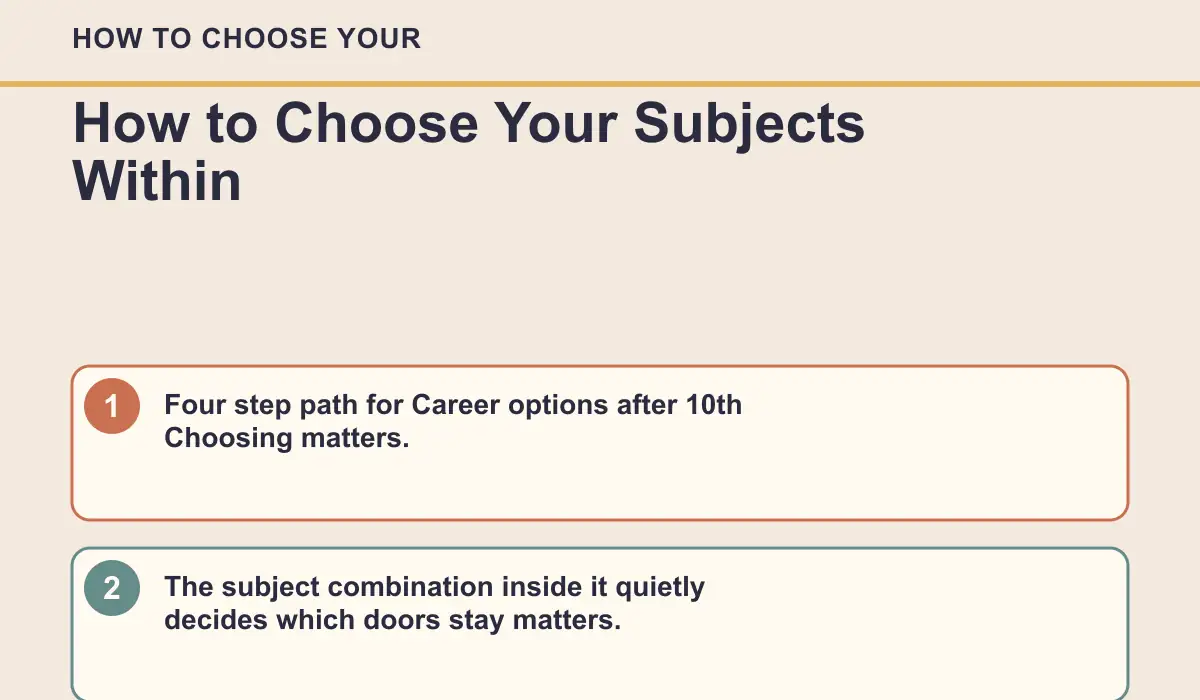 HOW TO CHOOSE YOUR
How to Choose Your Subjects
Within
1
Four step path for Career options after 10th
Choosing matters.
2
The subject combination inside it quietly
decides which doors stay matters.